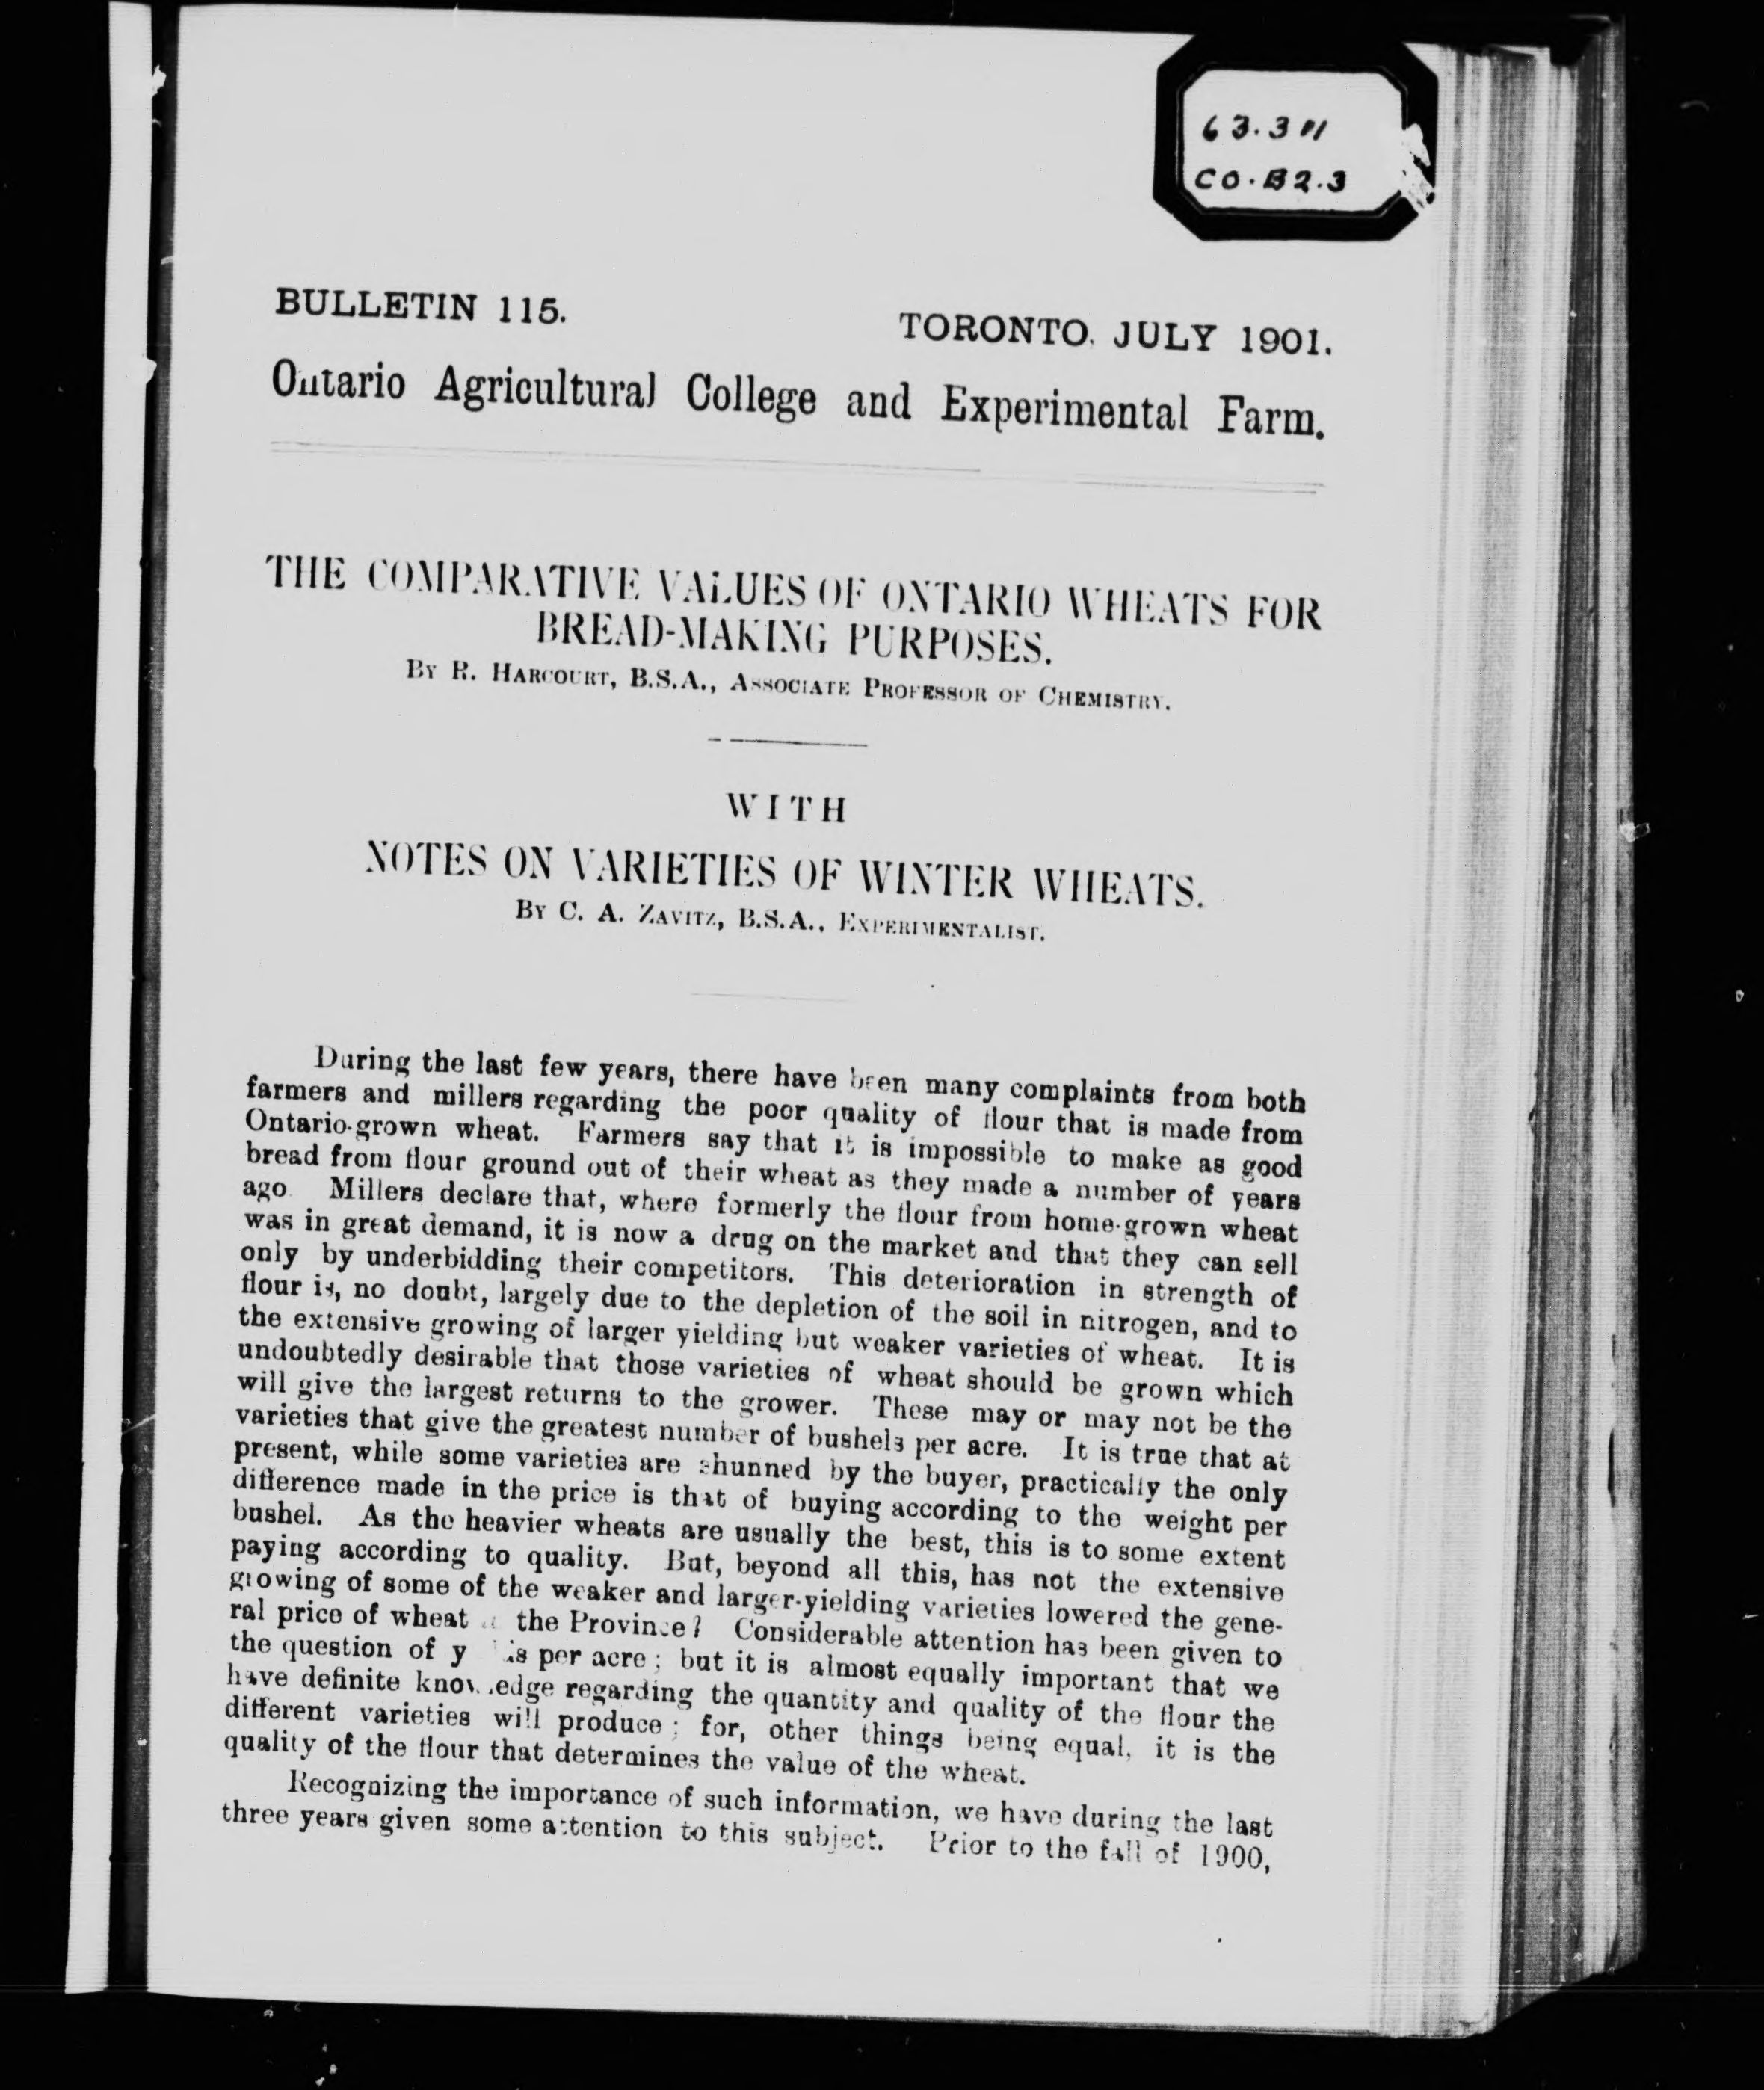 63.311
CO.B2.3
BULLETIN 115.
TORONTO, JULY 1901.
Ontario Agricultural College and Experimental Farm.
THE COMPARATIVE VALUES OF ONTARIO WHEATS FOR
BREAD-MAKING PURPOSES.
BY R. HARCOURT, B.S.A., ASSOCIATE PROFESSOR OF CHEMISTRY.
WITH
NOTES ON VARIETIES OF WINTER WHEATS.
BY C. A. ZAVITZ, B.S.A., EXPERIMENTALIST.
During the last few years, there have been many complaints from both
farmers and millers regarding the poor quality of flour that is made from
Ontario-grown wheat. Farmers say that it is impossible to make as good
bread from flour ground out of their wheat as they made a number of years
ago Millers declare that, where formerly the flour from home-grown wheat
was in great demand, it is now a drug on the market and that they can sell
only by underbidding their competitors. This deterioration in strength of
flour is, no doubt, largely due to the depletion of the soil in nitrogen, and to
the extensive growing of larger yielding but weaker varieties of wheat. It is
undoubtedly desirable that those varieties of wheat should be grown which
will give the largest returns to the grower. These may or may not be the
varieties that give the greatest number of bushels per acre. It is true that at
present, while some varieties are shunned by the buyer, practically the only
difference made in the price is that of buying according to the weight per
bushel. As the heavier wheats are usually the best, this is to some extent
paying according to quality. But, beyond all this, has not the extensive
growing of some of the weaker and larger-yielding varieties lowered the gene-
ral price of wheat the Province? Considerable attention has been given to
the question of per acre; but it is almost equally important that we
have definite knowledge regarding the quantity and quality of the flour the
different varieties will produce; for, other things being equal, it is the
quality of the flour that determines the value of the wheat.
Recognizing the importance of such information, we have during the last
three years given some attention to this subject. Prior to the fall of 1900,